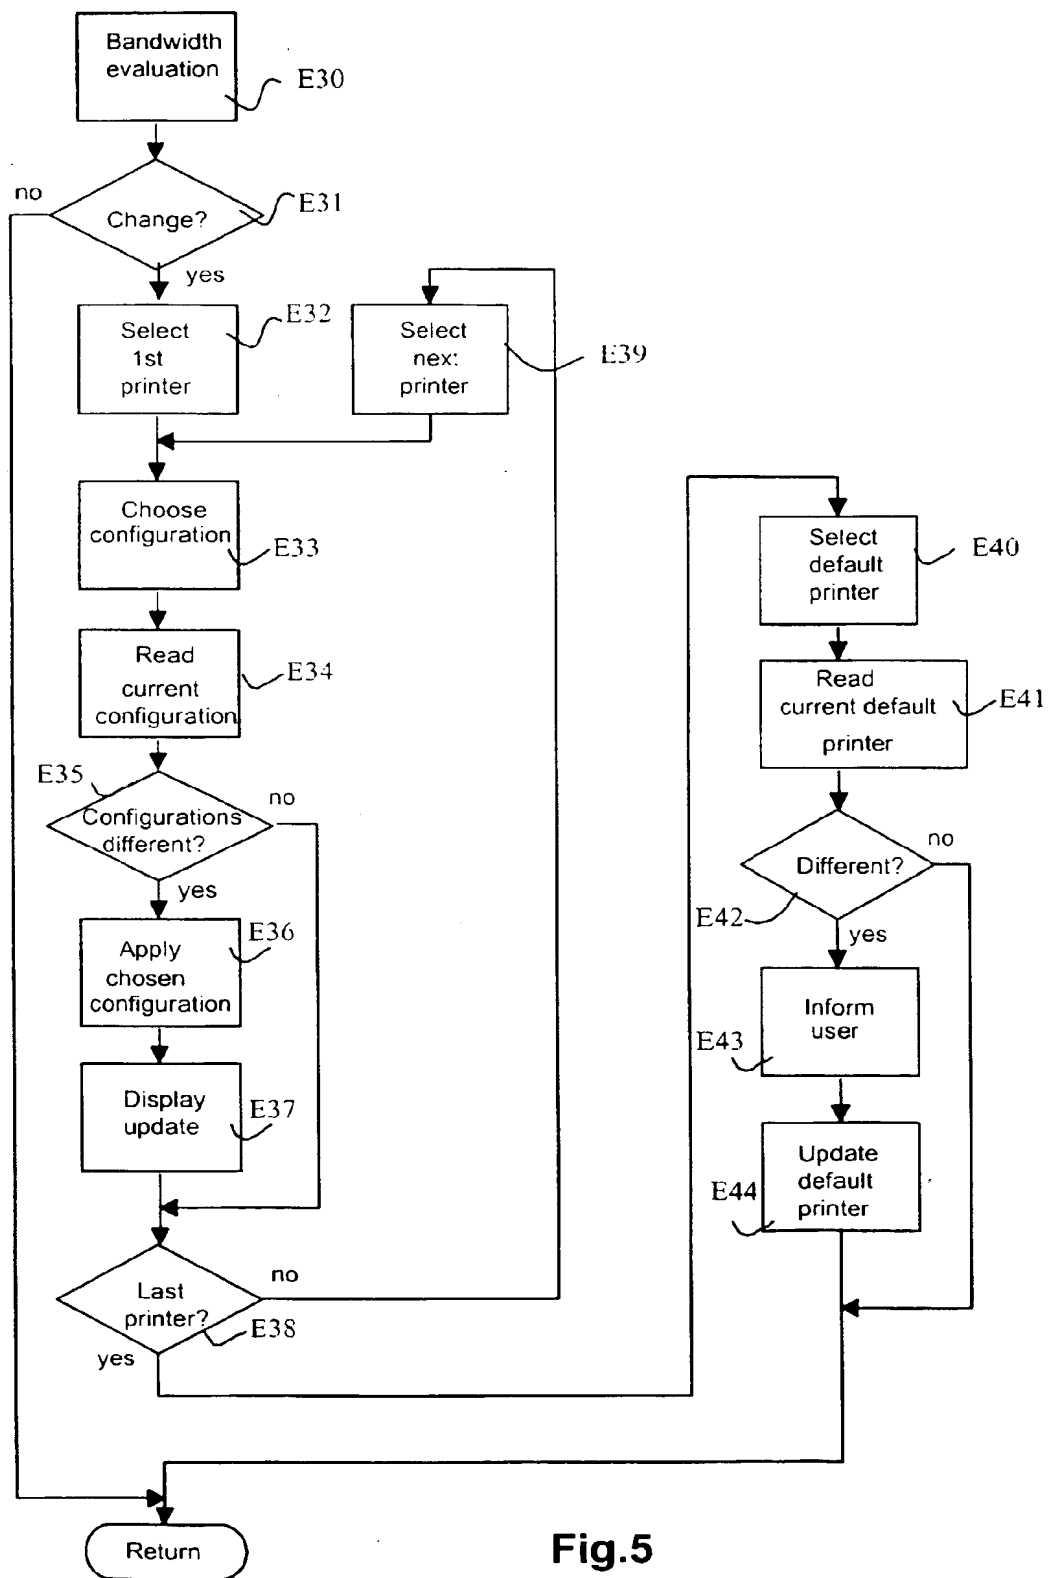 Bandwidth
evaluation
E30
no
Change?
E31
yes
Select
1st
printer
E32
Select
nex:
printer
E39
Choose
configuration
E33
Read
current
configuration
E34
E35
Configurations
different?
no
yes
Apply
chosen
configuration
E36
Display
update
E37
Last
printer?
no
E38
yes
Select
default
printer
E40
Read
current default
printer
E41
Different?
no
E42
yes
Inform
user
E43
Update
default
printer
E44
Return
Fig.5